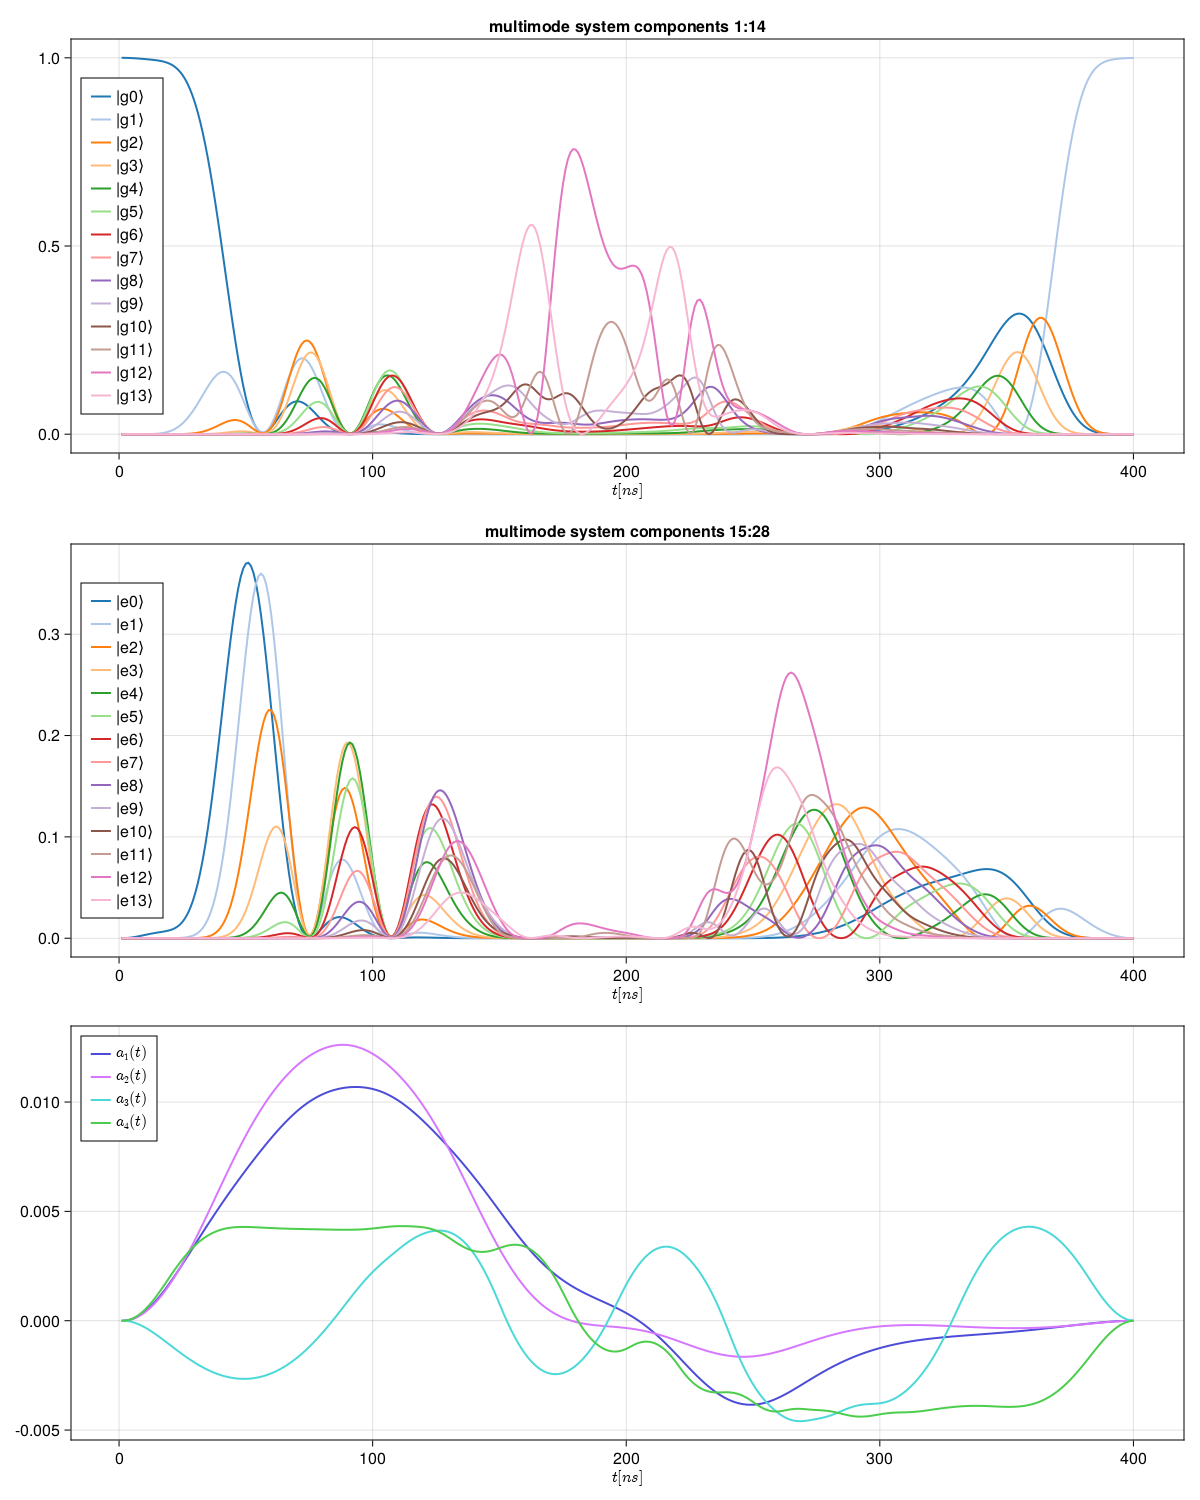 multimode system components 1:14
1.0
0.5
0.0
|g0⟩
|g1⟩
|g2⟩
|g3⟩
|g4⟩
|g5⟩
|g6⟩
|g7⟩
|g8⟩
|g9⟩
|g10⟩
|g11⟩
|g12⟩
|g13⟩
0 100 200 300 400
t[ns]
multimode system components 15:28
0.3
0.2
0.1
0.0
|e0⟩
|e1⟩
|e2⟩
|e3⟩
|e4⟩
|e5⟩
|e6⟩
|e7⟩
|e8⟩
|e9⟩
|e10⟩
|e11⟩
|e12⟩
|e13⟩
0 100 200 300 400
t[ns]
0.010
0.005
0.000
-0.005
a₁(t)
a₂(t)
a₃(t)
a₄(t)
0 100 200 300 400
t[ns]